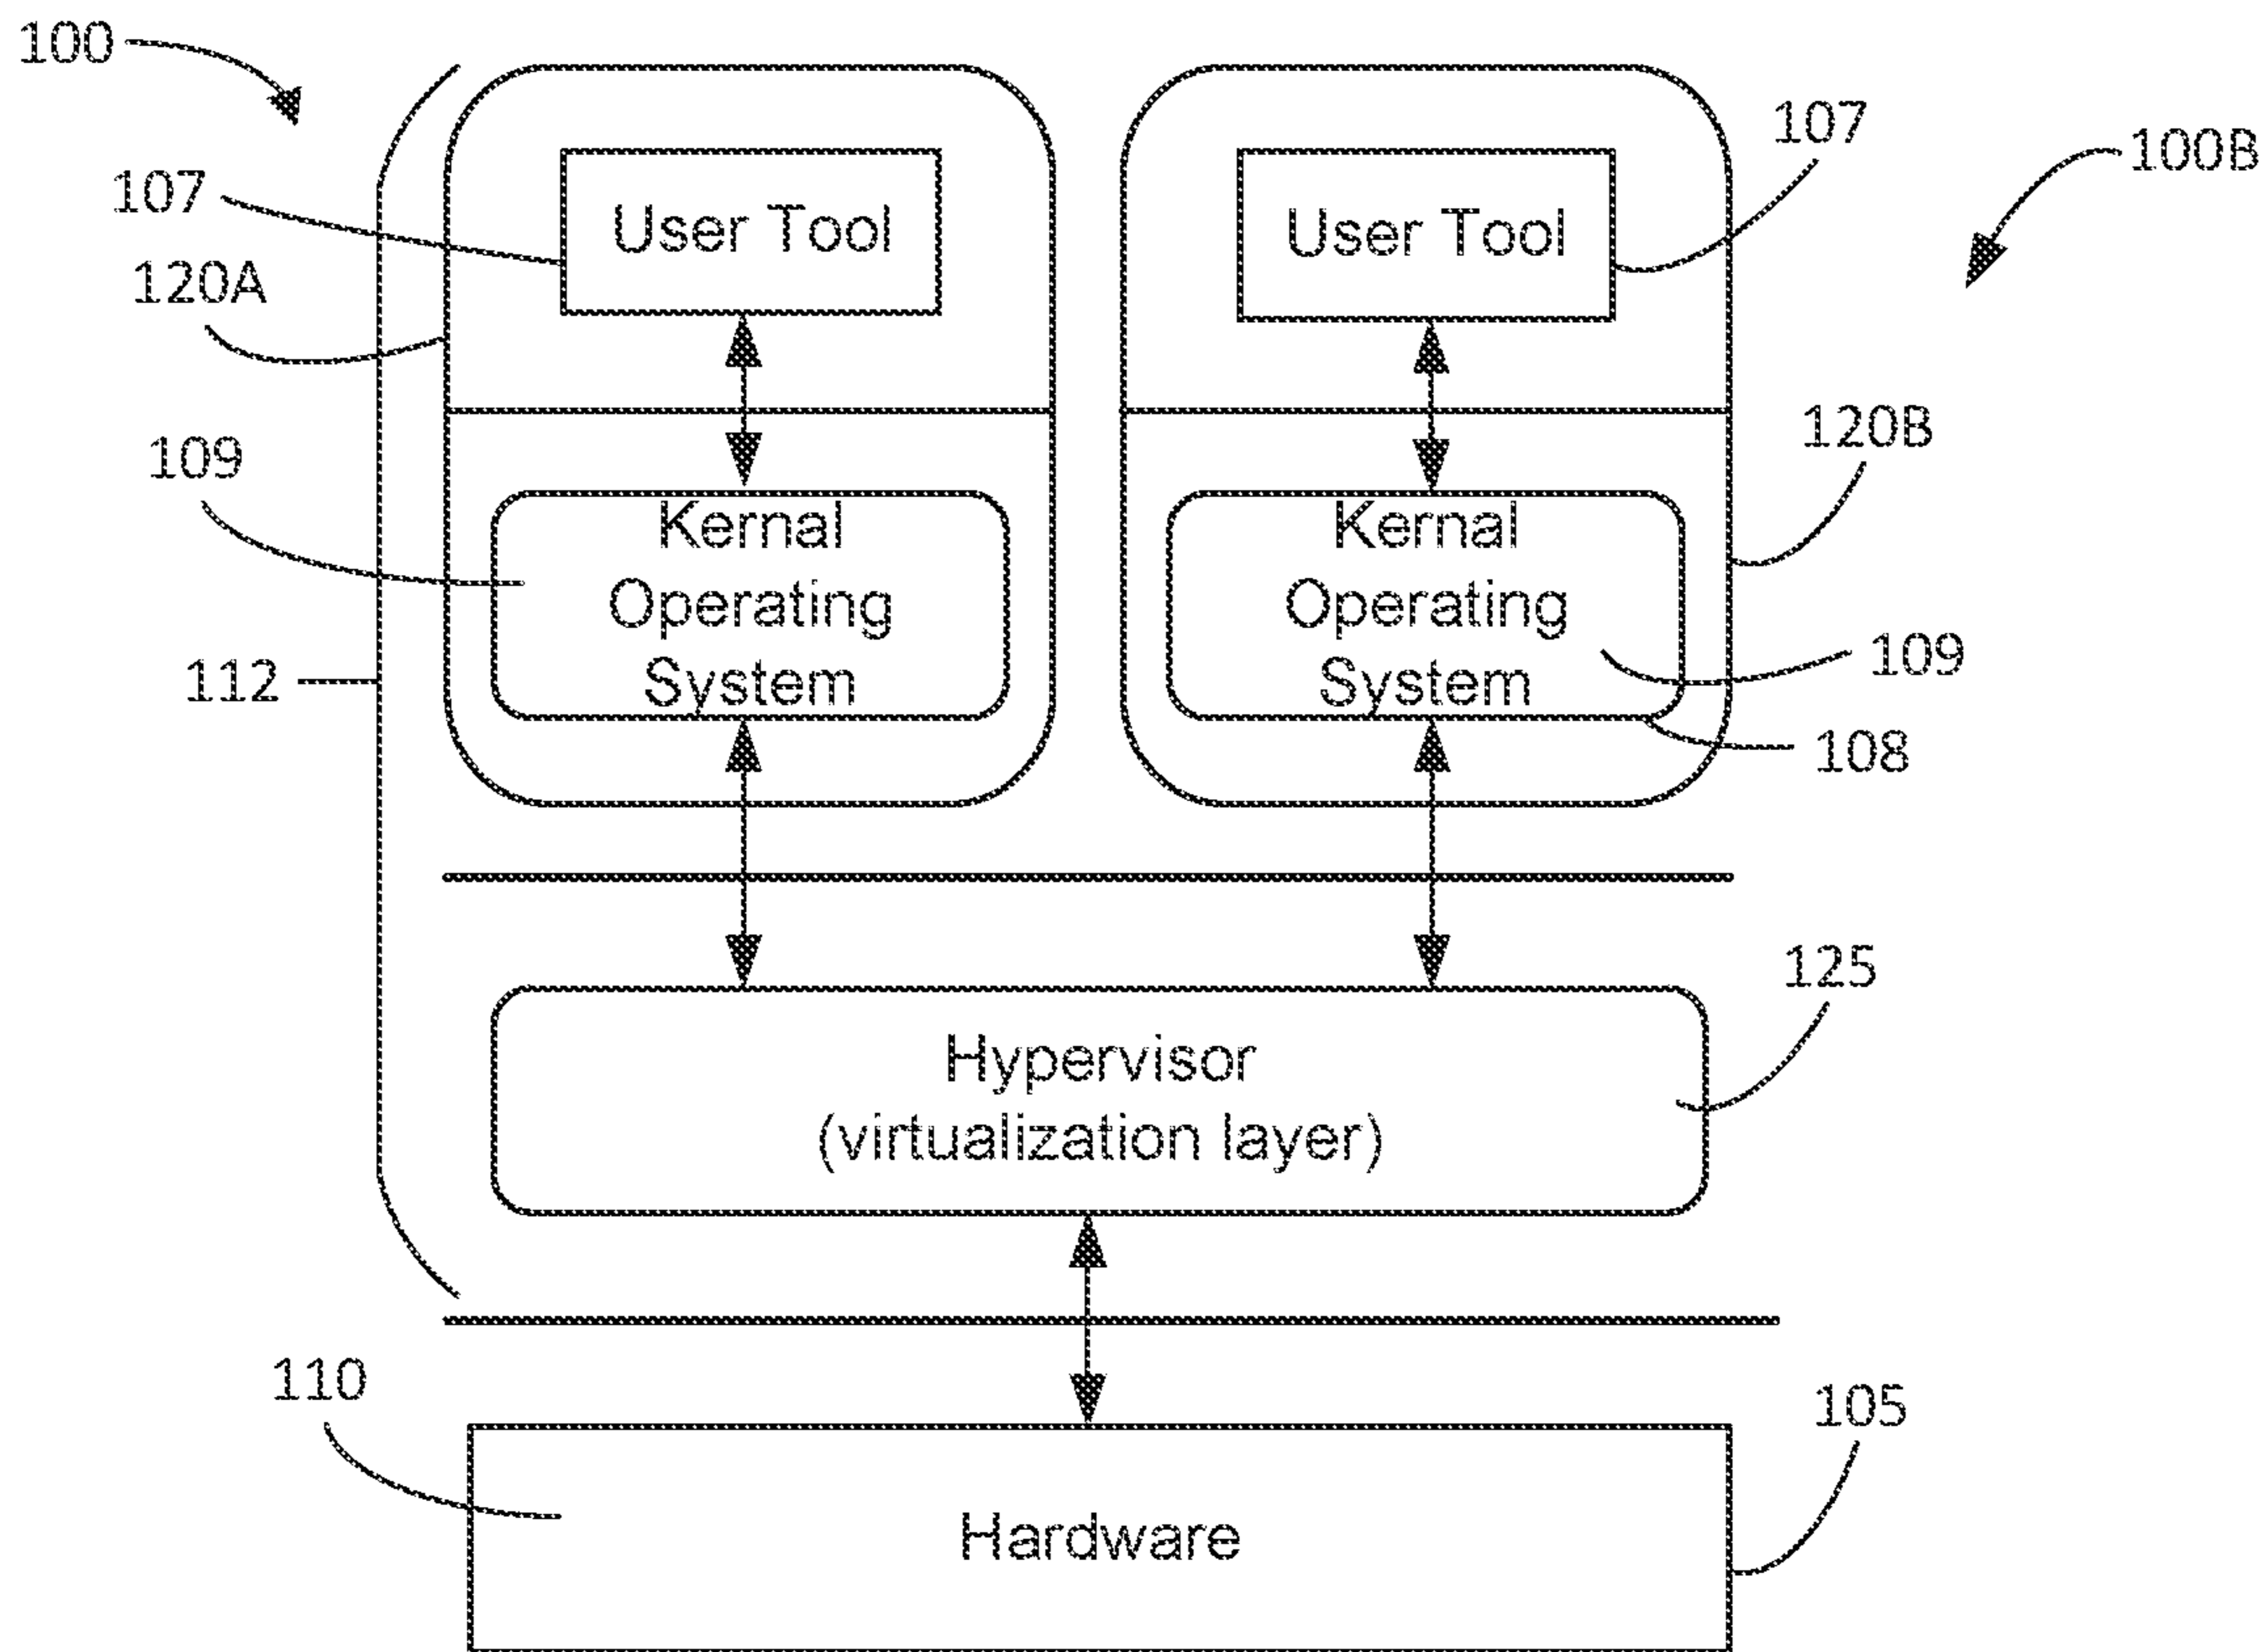 100
107
100B
107
User Tool
User Tool
120A
120B
109
Kernal
Operating
System
Kernal
Operating
System
109
112
108
125
Hypervisor
(virtualization layer)
110
105
Hardware